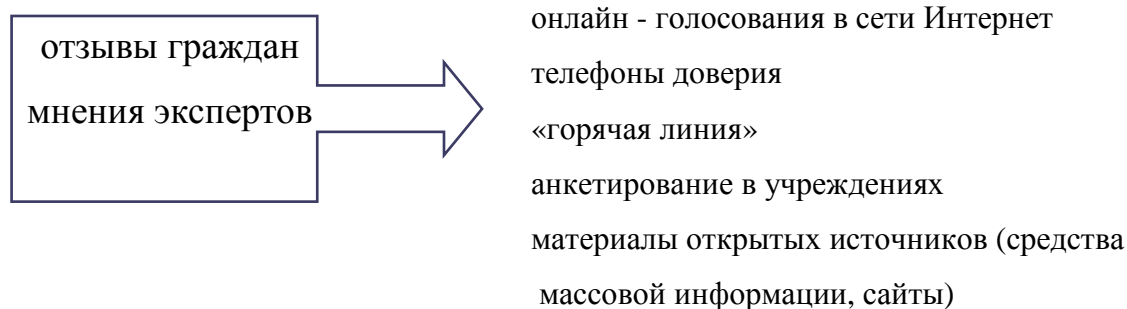 отзывы граждан
мнения экспертов
онлайн - голосования в сети Интернет
телефоны доверия
«горячая линия»
анкетирование в учреждениях
материалы открытых источников (средства
массовой информации, сайты)